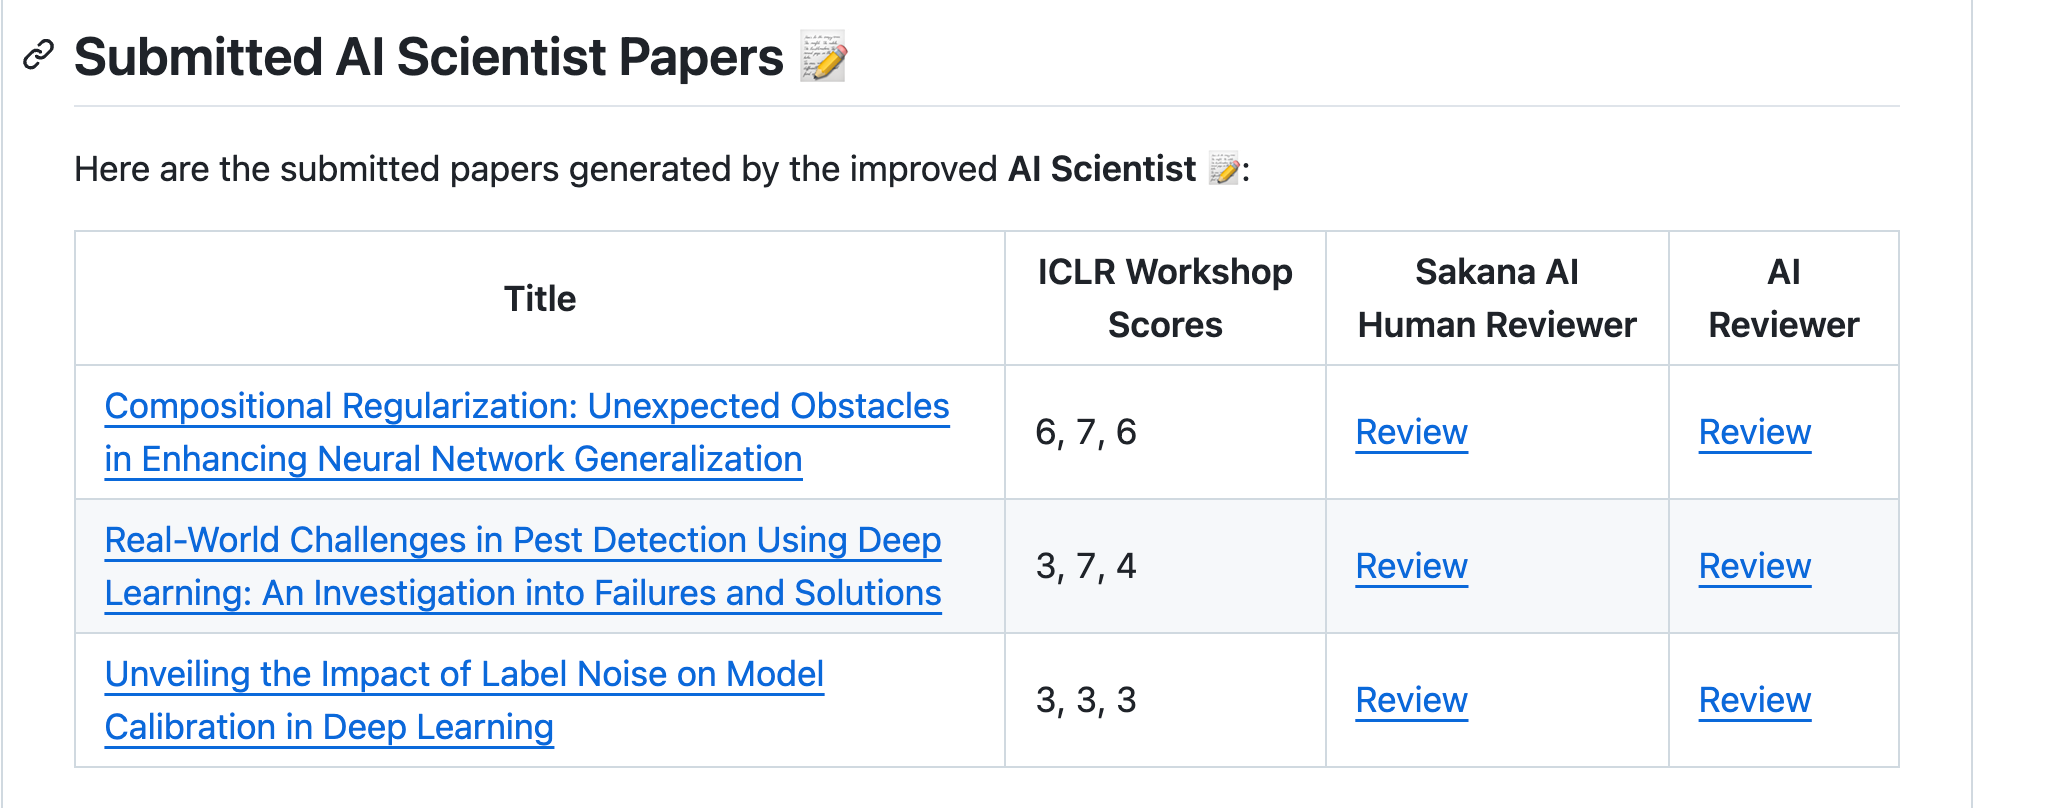 Submitted AI Scientist Papers 📝
Here are the submitted papers generated by the improved AI Scientist 📝:
Title
ICLR Workshop
Scores
Sakana AI
Human Reviewer
AI
Reviewer
Compositional Regularization: Unexpected Obstacles
in Enhancing Neural Network Generalization
6, 7, 6
Review
Review
Real-World Challenges in Pest Detection Using Deep
Learning: An Investigation into Failures and Solutions
3, 7, 4
Review
Review
Unveiling the Impact of Label Noise on Model
Calibration in Deep Learning
3, 3, 3
Review
Review